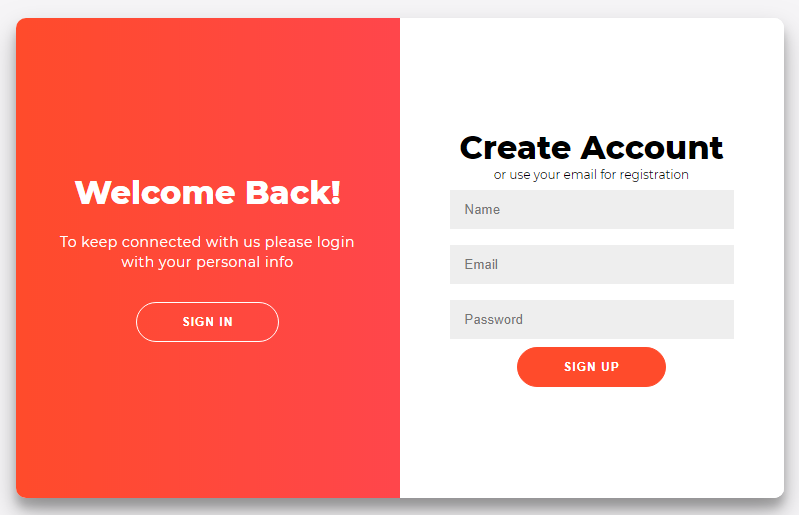 Welcome Back!
To keep connected with us please login
with your personal info
SIGN IN
Create Account
or use your email for registration
Name
Email
Password
SIGN UP